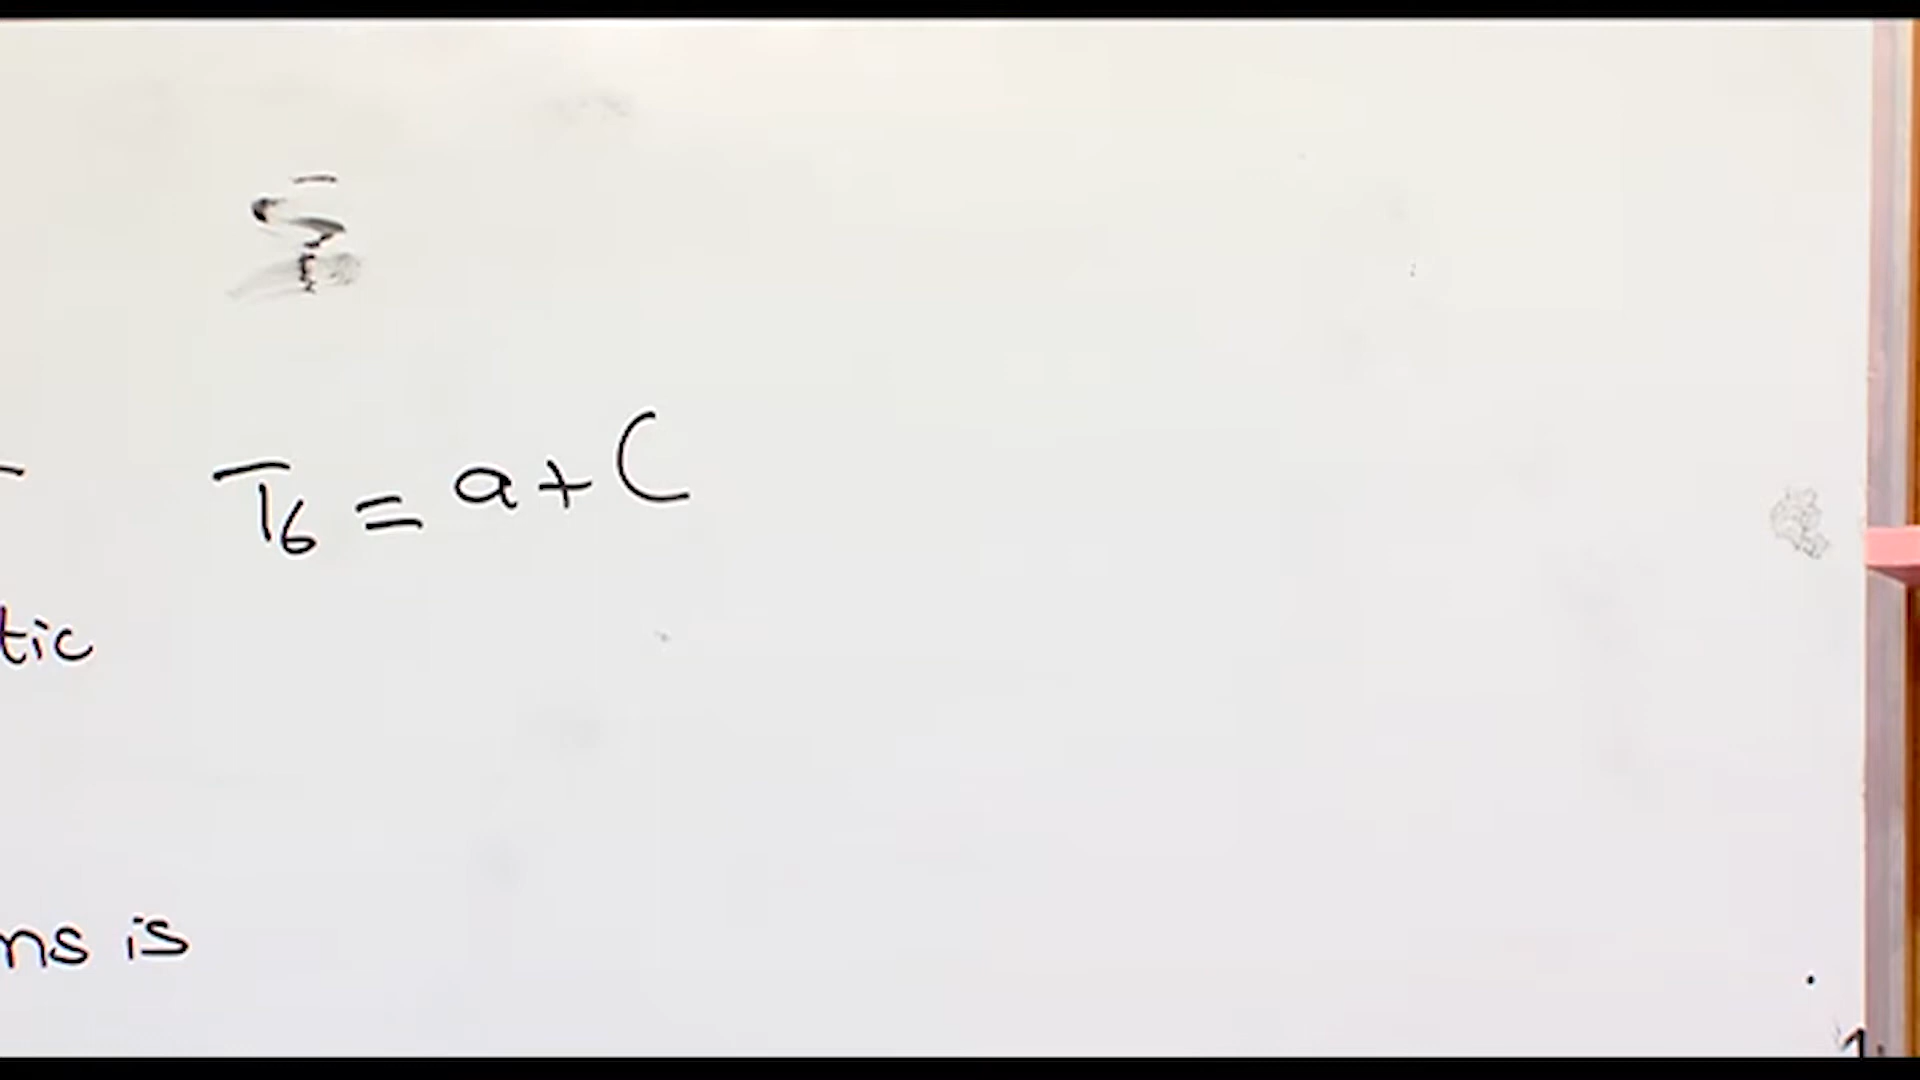 T6 = a + (
tic
ns is